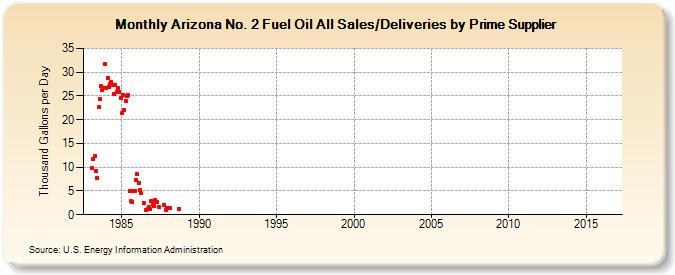 Monthly Arizona No. 2 Fuel Oil All Sales/Deliveries by Prime Supplier
Thousand Gallons per Day
35
30
25
20
15
10
5
0
1985 1990 1995 2000 2005 2010 2015
Source: U.S. Energy Information Administration